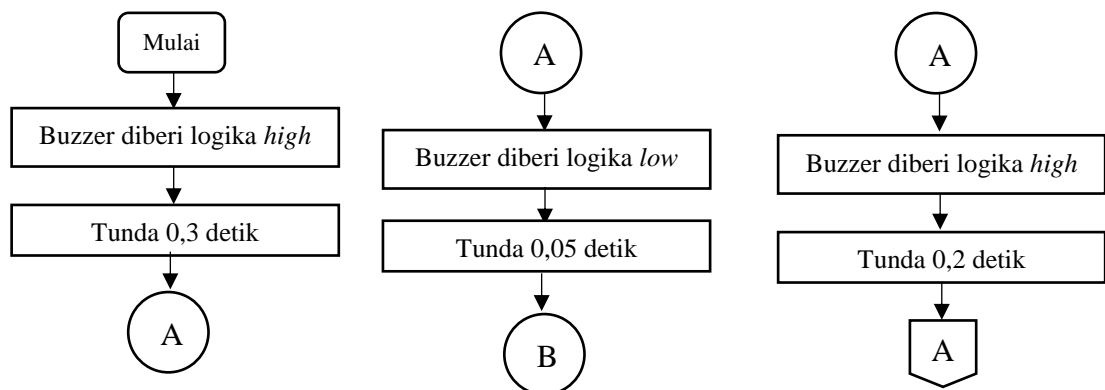 Mulai
Buzzer diberi logika high
Tunda 0,3 detik
A
A
Buzzer diberi logika low
Tunda 0,05 detik
B
A
Buzzer diberi logika high
Tunda 0,2 detik
A